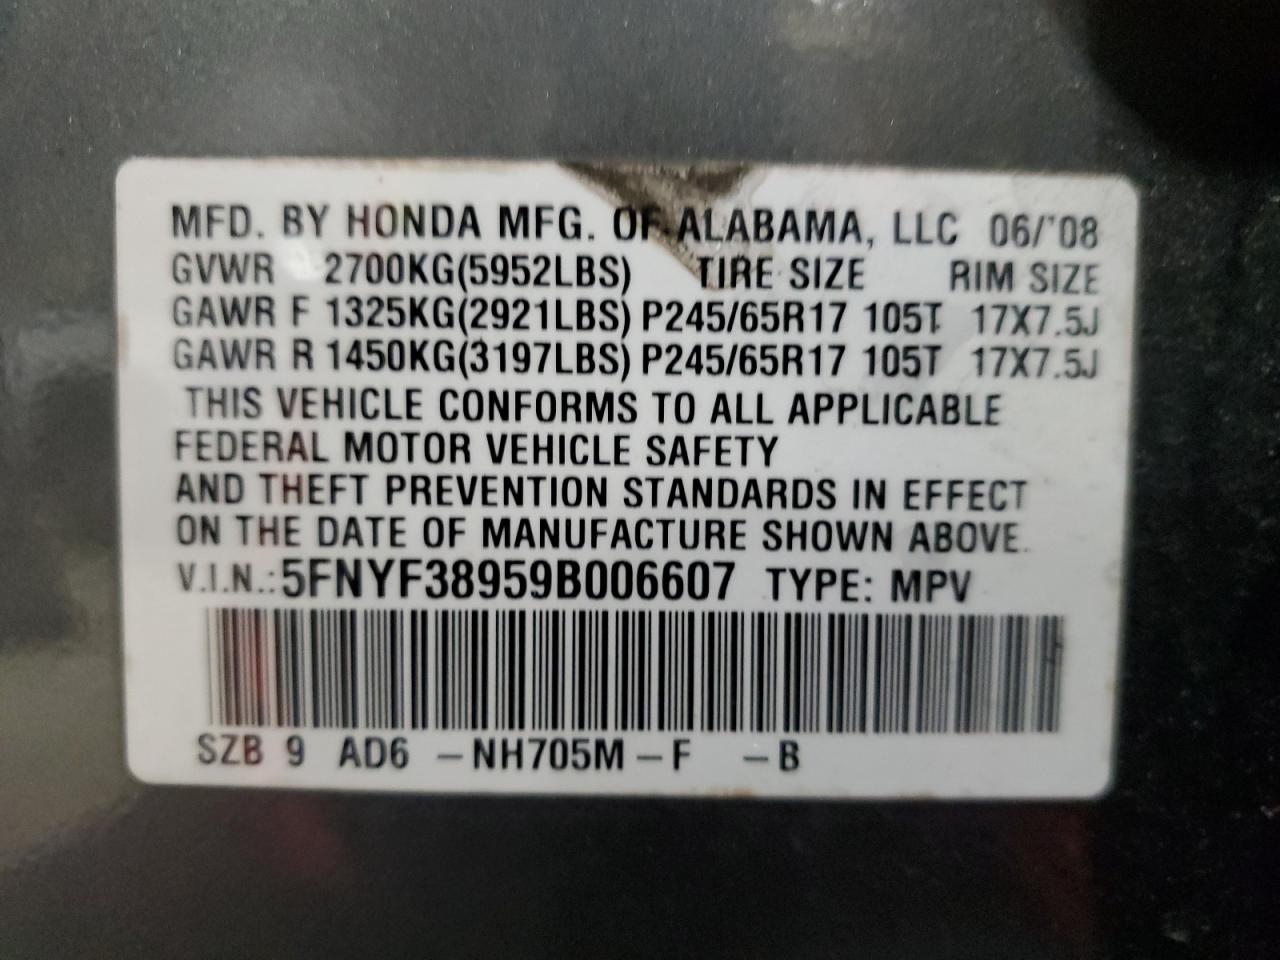 MFD. BY HONDA MFG. OF ALABAMA, LLC 06/'08
GVWR 2700KG(5952LBS) TIRE SIZE RIM SIZE
GAWR F 1325KG(2921LBS) P245/65R17 105T 17X7.5J
GAWR R 1450KG(3197LBS) P245/65R17 105T 17X7.5J
THIS VEHICLE CONFORMS TO ALL APPLICABLE
FEDERAL MOTOR VEHICLE SAFETY
AND THEFT PREVENTION STANDARDS IN EFFECT
ON THE DATE OF MANUFACTURE SHOWN ABOVE.
V.I.N.: 5FNYF38959B006607 TYPE: MPV
SZB 9 AD6 -NH705M-F -B